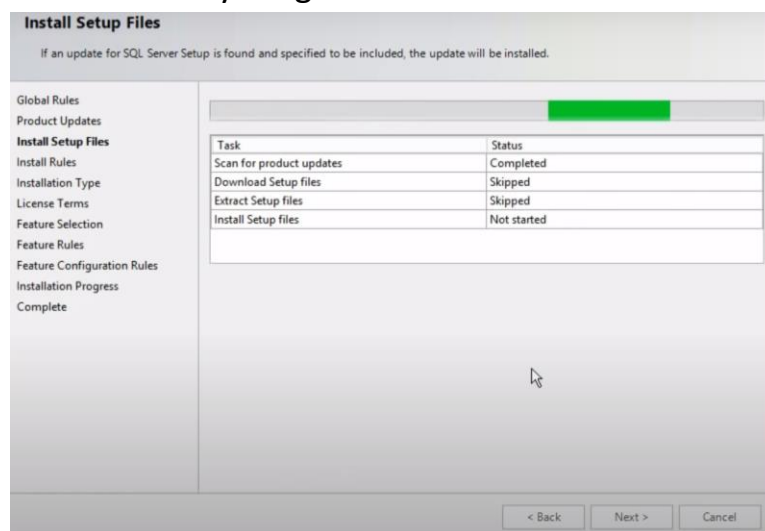 Install Setup Files
If an update for SQL Server Setup is found and specified to be included, the update will be installed.
Global Rules
Product Updates
Install Setup Files
Install Rules
Installation Type
License Terms
Feature Selection
Feature Rules
Feature Configuration Rules
Installation Progress
Complete
Task Status
Scan for product updates Completed
Download Setup files Skipped
Extract Setup files Skipped
Install Setup files Not started
< Back Next > Cancel